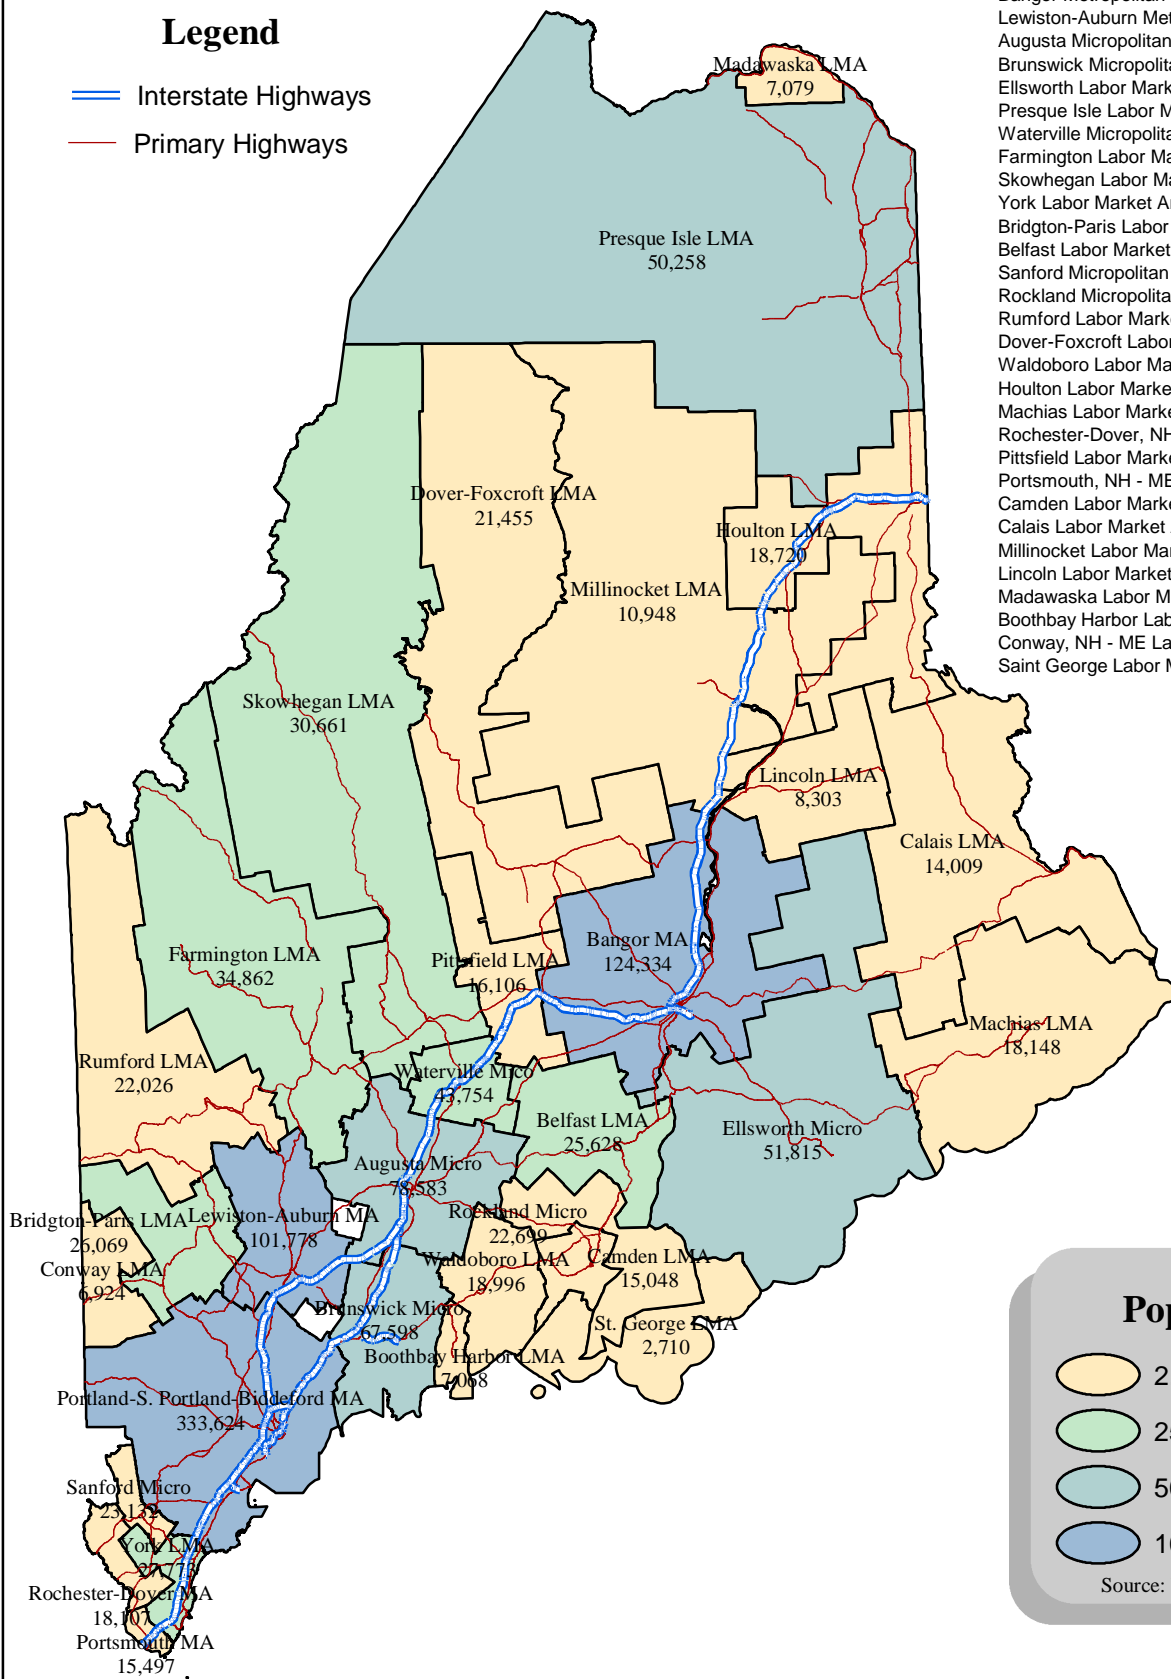 Legend
Interstate Highways
Primary Highways
Lewiston-Auburn Met
Augusta Micropolitan
Brunswick Micropolita
Ellsworth Labor Mark
Presque Isle Labor M
Waterville Micropolita
Farmington Labor Ma
Skowhegan Labor Ma
York Labor Market A
Bridgton-Paris Labor
Belfast Labor Market
Sanford Micropolitan
Rockland Micropolita
Rumford Labor Marke
Dover-Foxcroft Labor
Waldoboro Labor Ma
Houlton Labor Market
Machias Labor Marke
Rochester-Dover, NH
Pittsfield Labor Marke
Portsmouth, NH - ME
Camden Labor Marke
Calais Labor Market
Millinocket Labor Mar
Lincoln Labor Market
Madawaska Labor M
Boothbay Harbor Lab
Conway, NH - ME La
Saint George Labor M
Madawaska LMA
7,079
Presque Isle LMA
50,258
Dover-Foxcroft LMA
21,455
Houlton LMA
18,720
Millinocket LMA
10,948
Skowhegan LMA
30,661
Lincoln LMA
8,303
Calais LMA
14,009
Bangor MA
124,334
Farmington LMA
34,862
Pittsfield LMA
16,106
Machias LMA
18,148
Rumford LMA
22,026
Waterville Mico
43,754
Belfast LMA
25,628
Ellsworth Micro
51,815
Augusta Micro
78,583
Bridgton-Paris LMA
26,069
Lewiston-Auburn MA
101,778
Rockland Micro
22,699
Conway LMA
6,924
Waldoboro LMA
18,996
Camden LMA
15,048
Brunswick Micro
67,598
St. George LMA
2,710
Boothbay Harbor LMA
7,068
Portland-S. Portland-Biddeford MA
333,624
Sanford Micro
23,132
York LMA
27,773
Rochester-Dover MA
18,107
Portsmouth MA
15,497
Pop
2
2
50
10
Source: